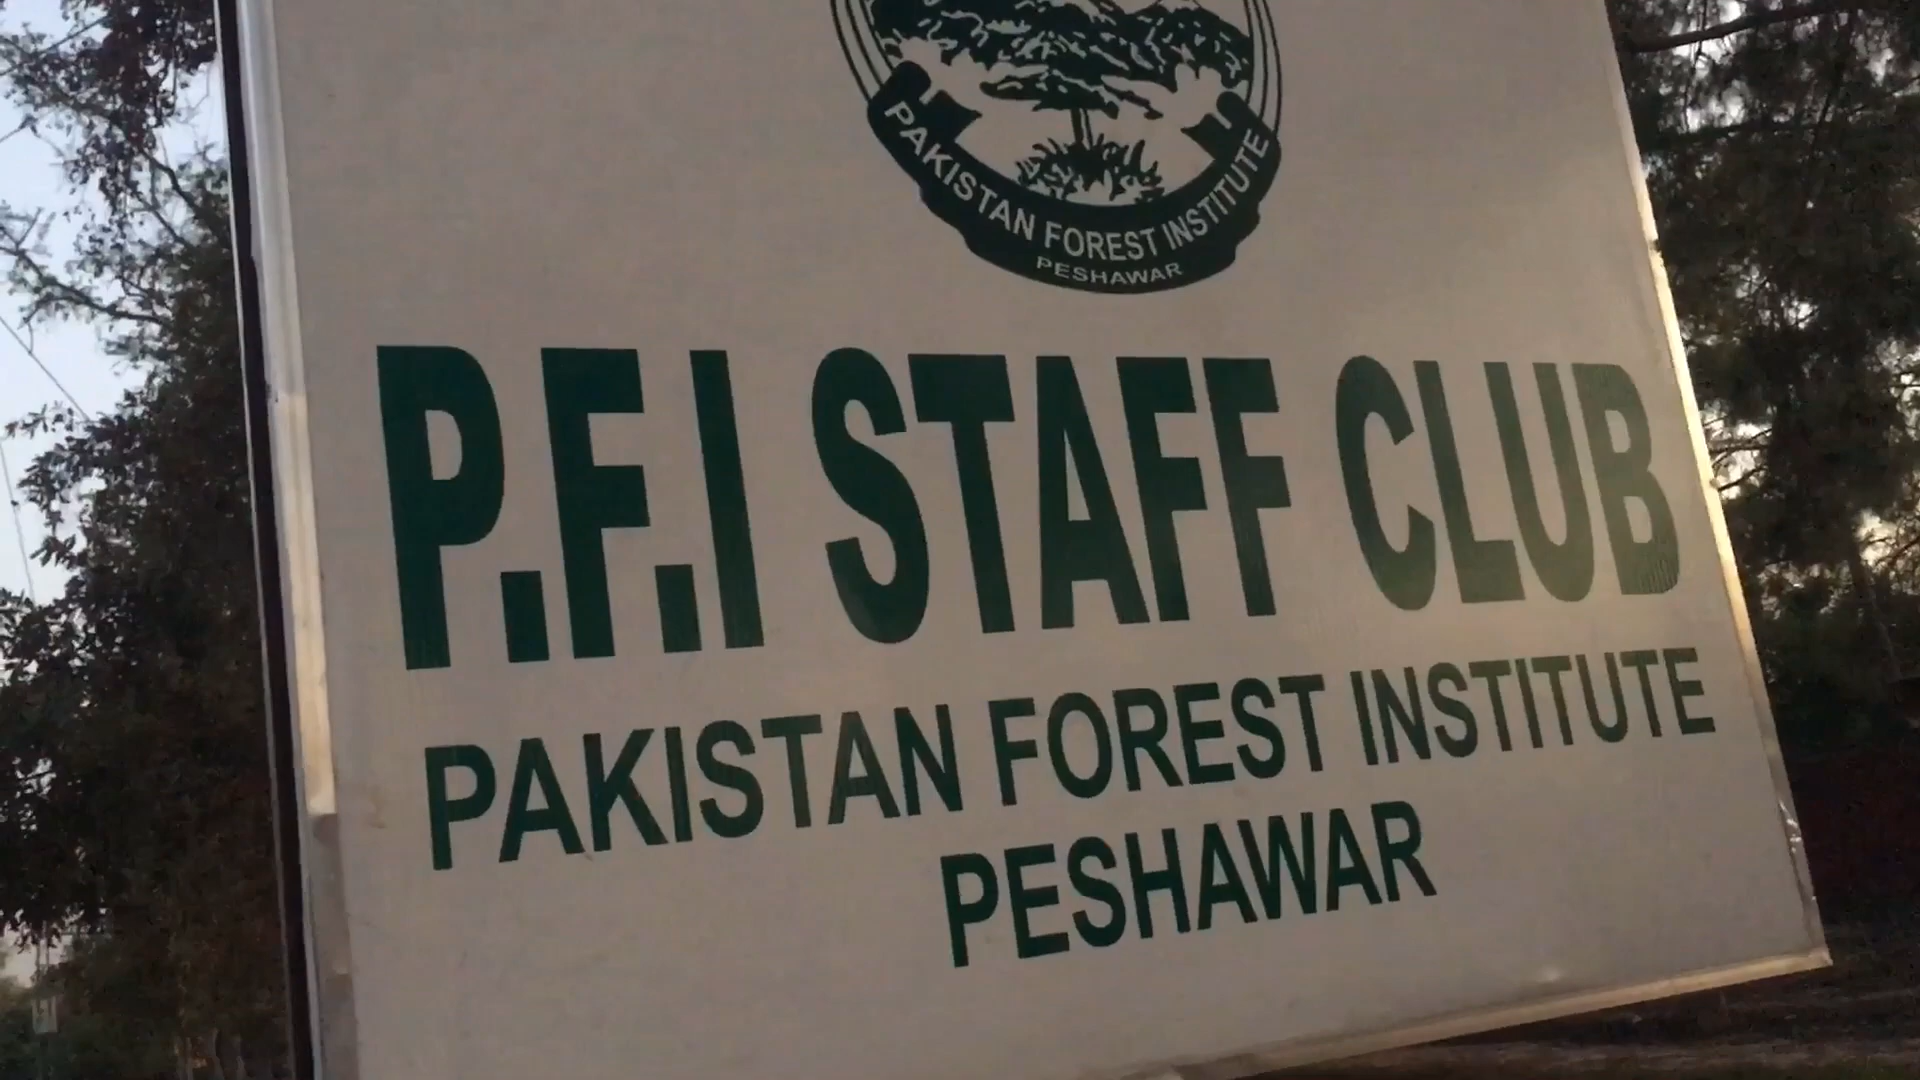 PAKISTAN FOREST INSTITUTE
PESHAWAR
P.F.I STAFF CLUB
PAKISTAN FOREST INSTITUTE
PESHAWAR